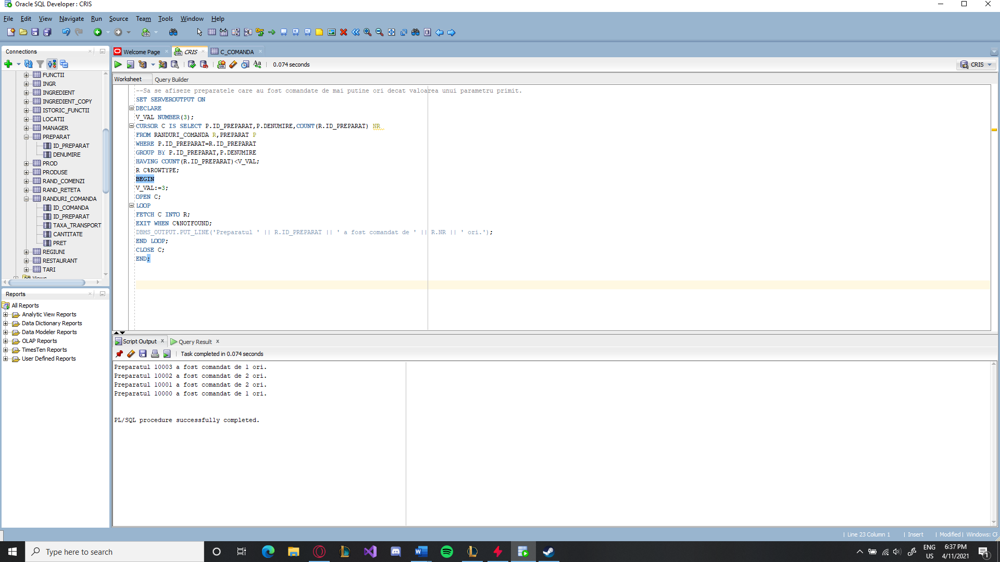 Oracle SQL Developer : CRIS
File Edit View Navigate Run Source Team Tools Window Help
Connections
Welcome Page
CRIS
C_COMANDA
0.074 seconds
CRIS
Worksheet
Query Builder
FUNCTII
INGR
INGREDIENT
INGREDIENT_COPY
ISTORIC_FUNCTII
LOCATII
MANAGER
PREPARAT
ID_PREPARAT
DENUMIRE
PROD
PRODUSE
RAND_COMENZI
RAND_RETETA
RANDURI_COMANDA
ID_COMANDA
ID_PREPARAT
TAXA_TRANSPORT
CANTITATE
PRET
REGIUNI
RESTAURANT
TARI
Views
--Sa se afiseze preparatele care au fost comandate de mai putine ori decat valoarea unui parametru primit.
SET SERVEROUTPUT ON
DECLARE
V_VAL NUMBER(3);
CURSOR C IS SELECT P.ID_PREPARAT,P.DENUMIRE,COUNT(R.ID_PREPARAT) NR
FROM RANDURI_COMANDA R,PREPARAT P
WHERE P.ID_PREPARAT=R.ID_PREPARAT
GROUP BY P.ID_PREPARAT,P.DENUMIRE
HAVING COUNT(R.ID_PREPARAT)<V_VAL;
R C%ROWTYPE;
BEGIN
V_VAL:=3;
OPEN C;
LOOP
FETCH C INTO R;
EXIT WHEN C%NOTFOUND;
DBMS_OUTPUT.PUT_LINE('Preparatul ' || R.ID_PREPARAT || ' a fost comandat de ' || R.NR || ' ori.');
END LOOP;
CLOSE C;
END;
Reports
All Reports
Analytic View Reports
Data Dictionary Reports
Data Modeler Reports
OLAP Reports
TimesTen Reports
User Defined Reports
Script Output
Query Result
Task completed in 0.074 seconds
Preparatul 10003 a fost comandat de 1 ori.
Preparatul 10002 a fost comandat de 2 ori.
Preparatul 10001 a fost comandat de 2 ori.
Preparatul 10000 a fost comandat de 1 ori.
PL/SQL procedure successfully completed.
Line 23 Column 1 | Insert | Modified | Windows: CF
Type here to search
ENG
US
6:37 PM
4/11/2021
1